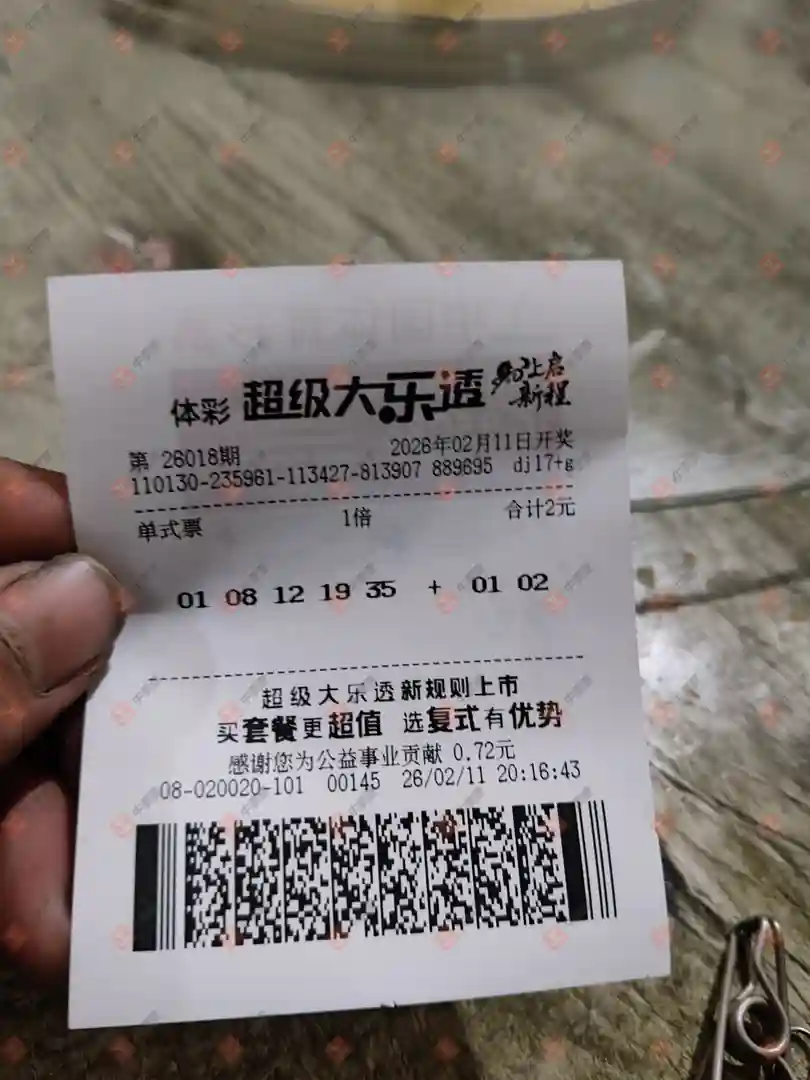 体彩 超级大乐透 马上启新程
第 26018期 2026年02月11日开奖
110130-235961-113427-813907 889695 dj17+g
单式票 1倍 合计2元
01 08 12 19 35 + 01 02
超级大乐透新规则上市
买套餐更超值 选复式有优势
感谢您为公益事业贡献 0.72元
08-020020-101 00145 26/02/11 20:16:43